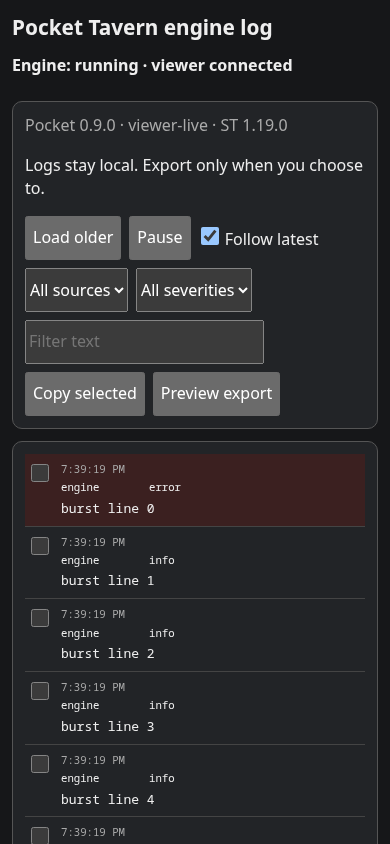 Pocket Tavern engine log
Engine: running · viewer connected
Pocket 0.9.0 · viewer-live · ST 1.19.0
Logs stay local. Export only when you choose
to.
Load older
Pause
Follow latest
All sources
All severities
Filter text
Copy selected
Preview export
7:39:19 PM
engine error
burst line 0
7:39:19 PM
engine info
burst line 1
7:39:19 PM
engine info
burst line 2
7:39:19 PM
engine info
burst line 3
7:39:19 PM
engine info
burst line 4
7:39:19 PM